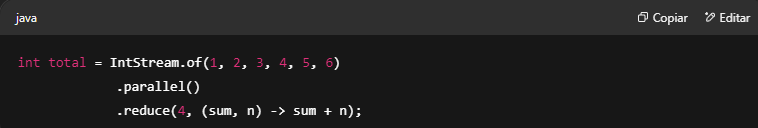 java Copiar Editar
int total = IntStream.of(1, 2, 3, 4, 5, 6)
.parallel()
.reduce(4, (sum, n) -> sum + n);